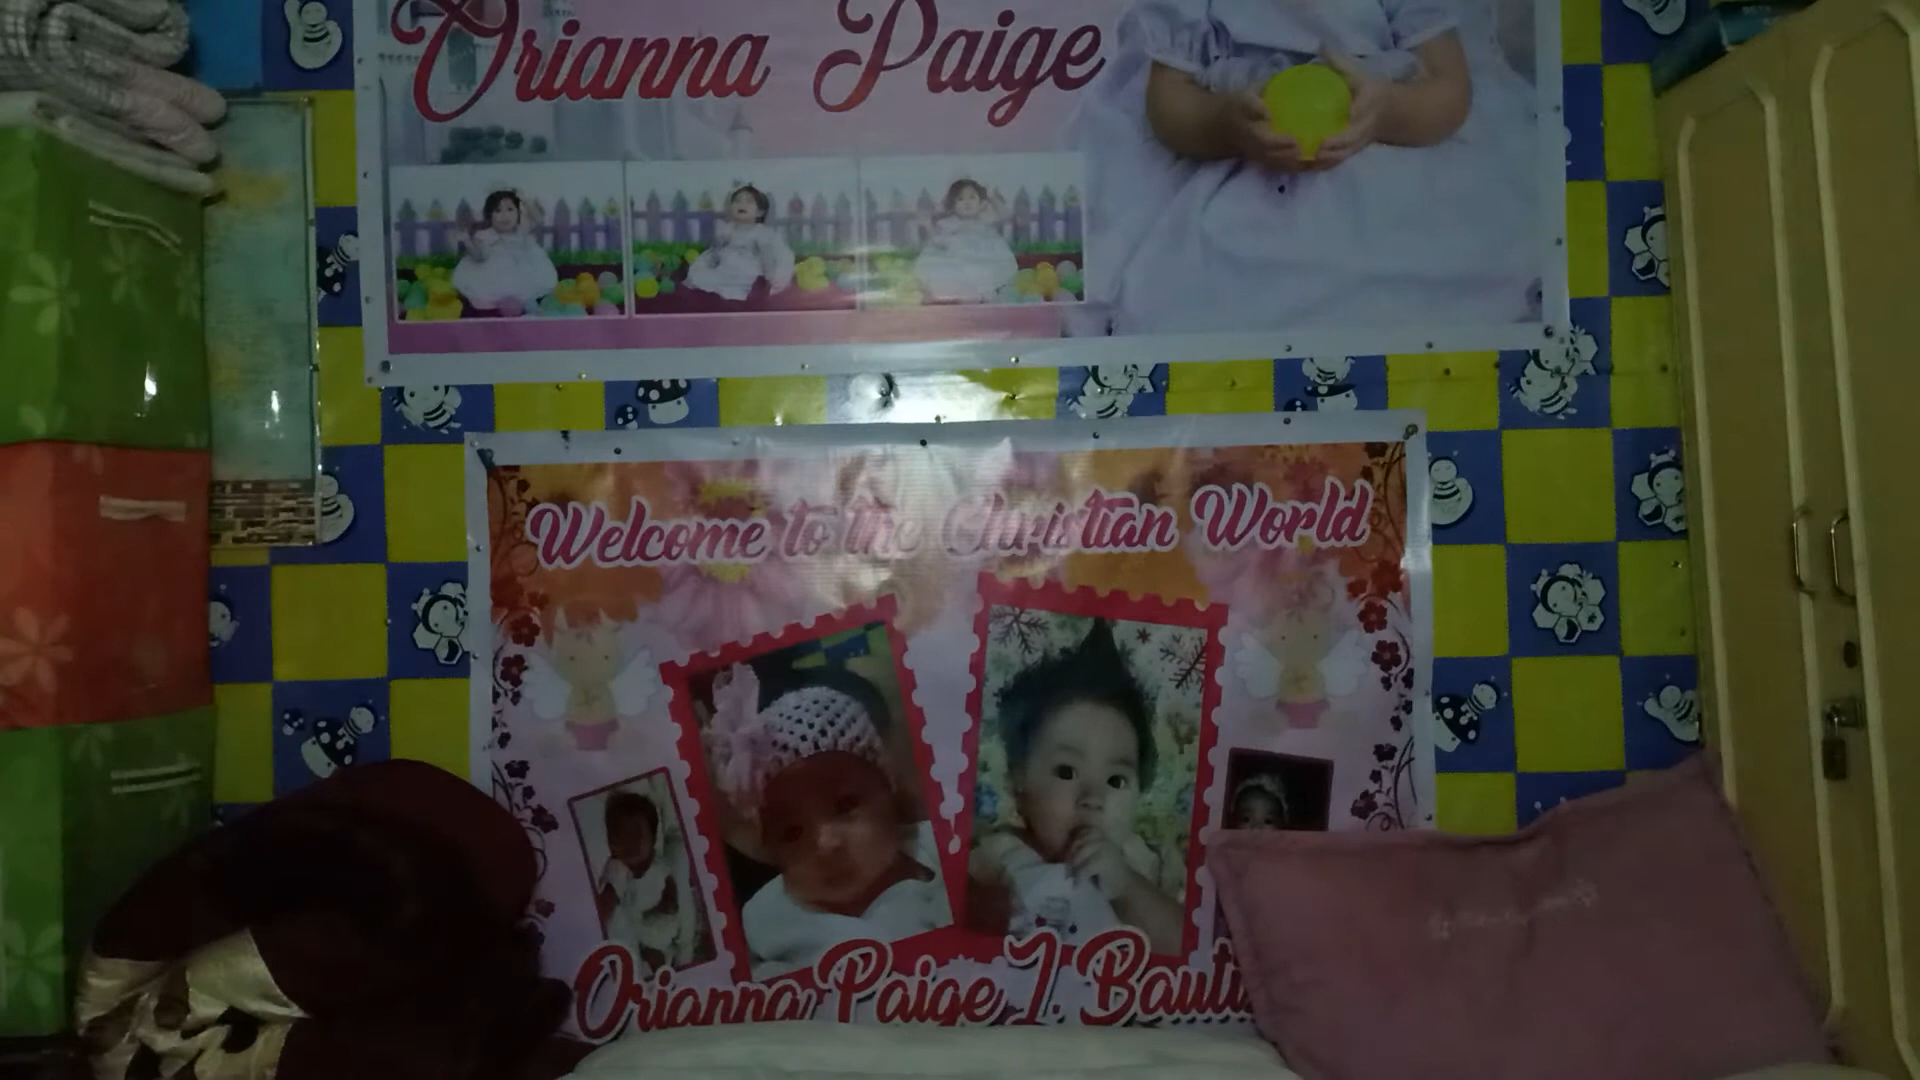 Orianna Paige
Welcome to the Christian World
Orianna Paige J. Bauti